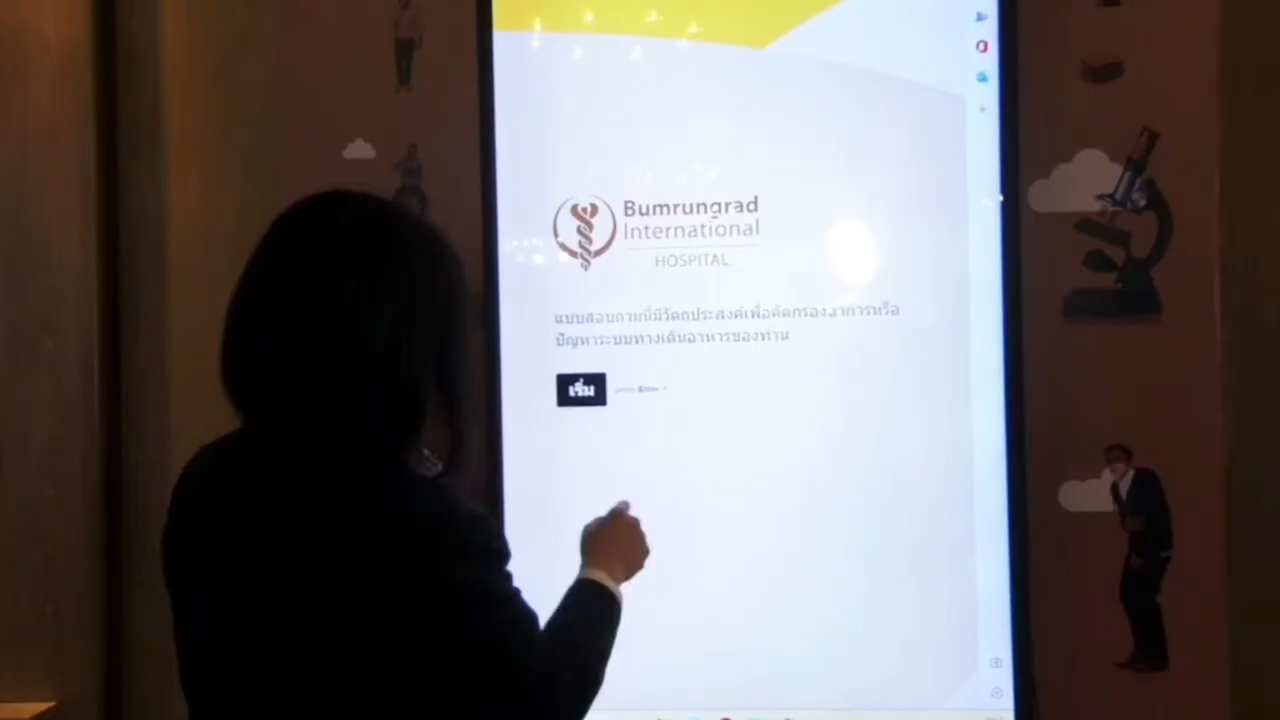 Bumrungrad
International
HOSPITAL
แบบสอบถามนี้มีวัตถุประสงค์เพื่อคัดกรองอาการหรือ
ปัญหาระบบทางเดินอาหารของท่าน
เริ่ม
press Enter